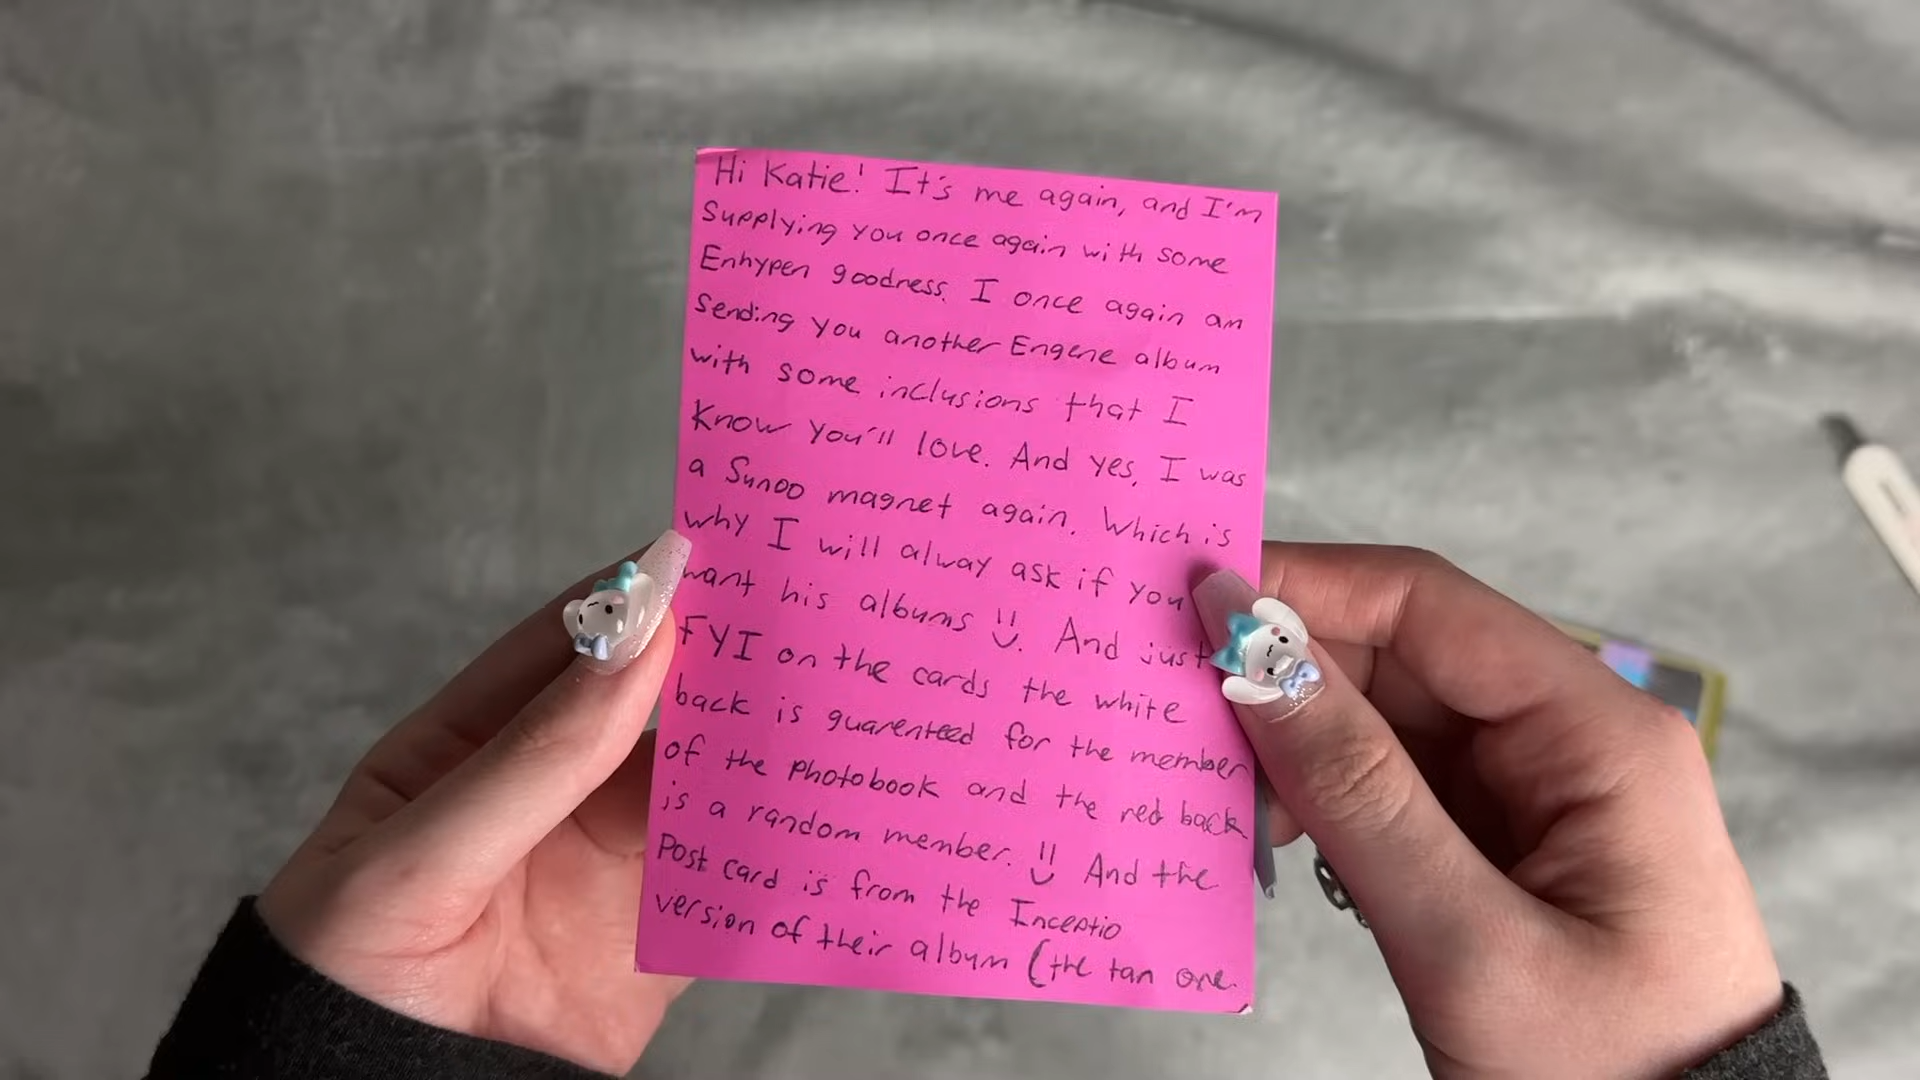 Hi Katie! It's me again, and I'm
supplying you once again with some
Enhypen goodness. I once again am
sending you another Engene album
with some inclusions that I
know you'll love. And yes, I was
a Sunoo magnet again. Which is
why I will alway ask if you
want his albums :). And just
FYI on the cards the white
back is guarenteed for the member
of the photobook and the red back
is a random member. :) And the
Post card is from the Inceptio
version of their album (the tan one